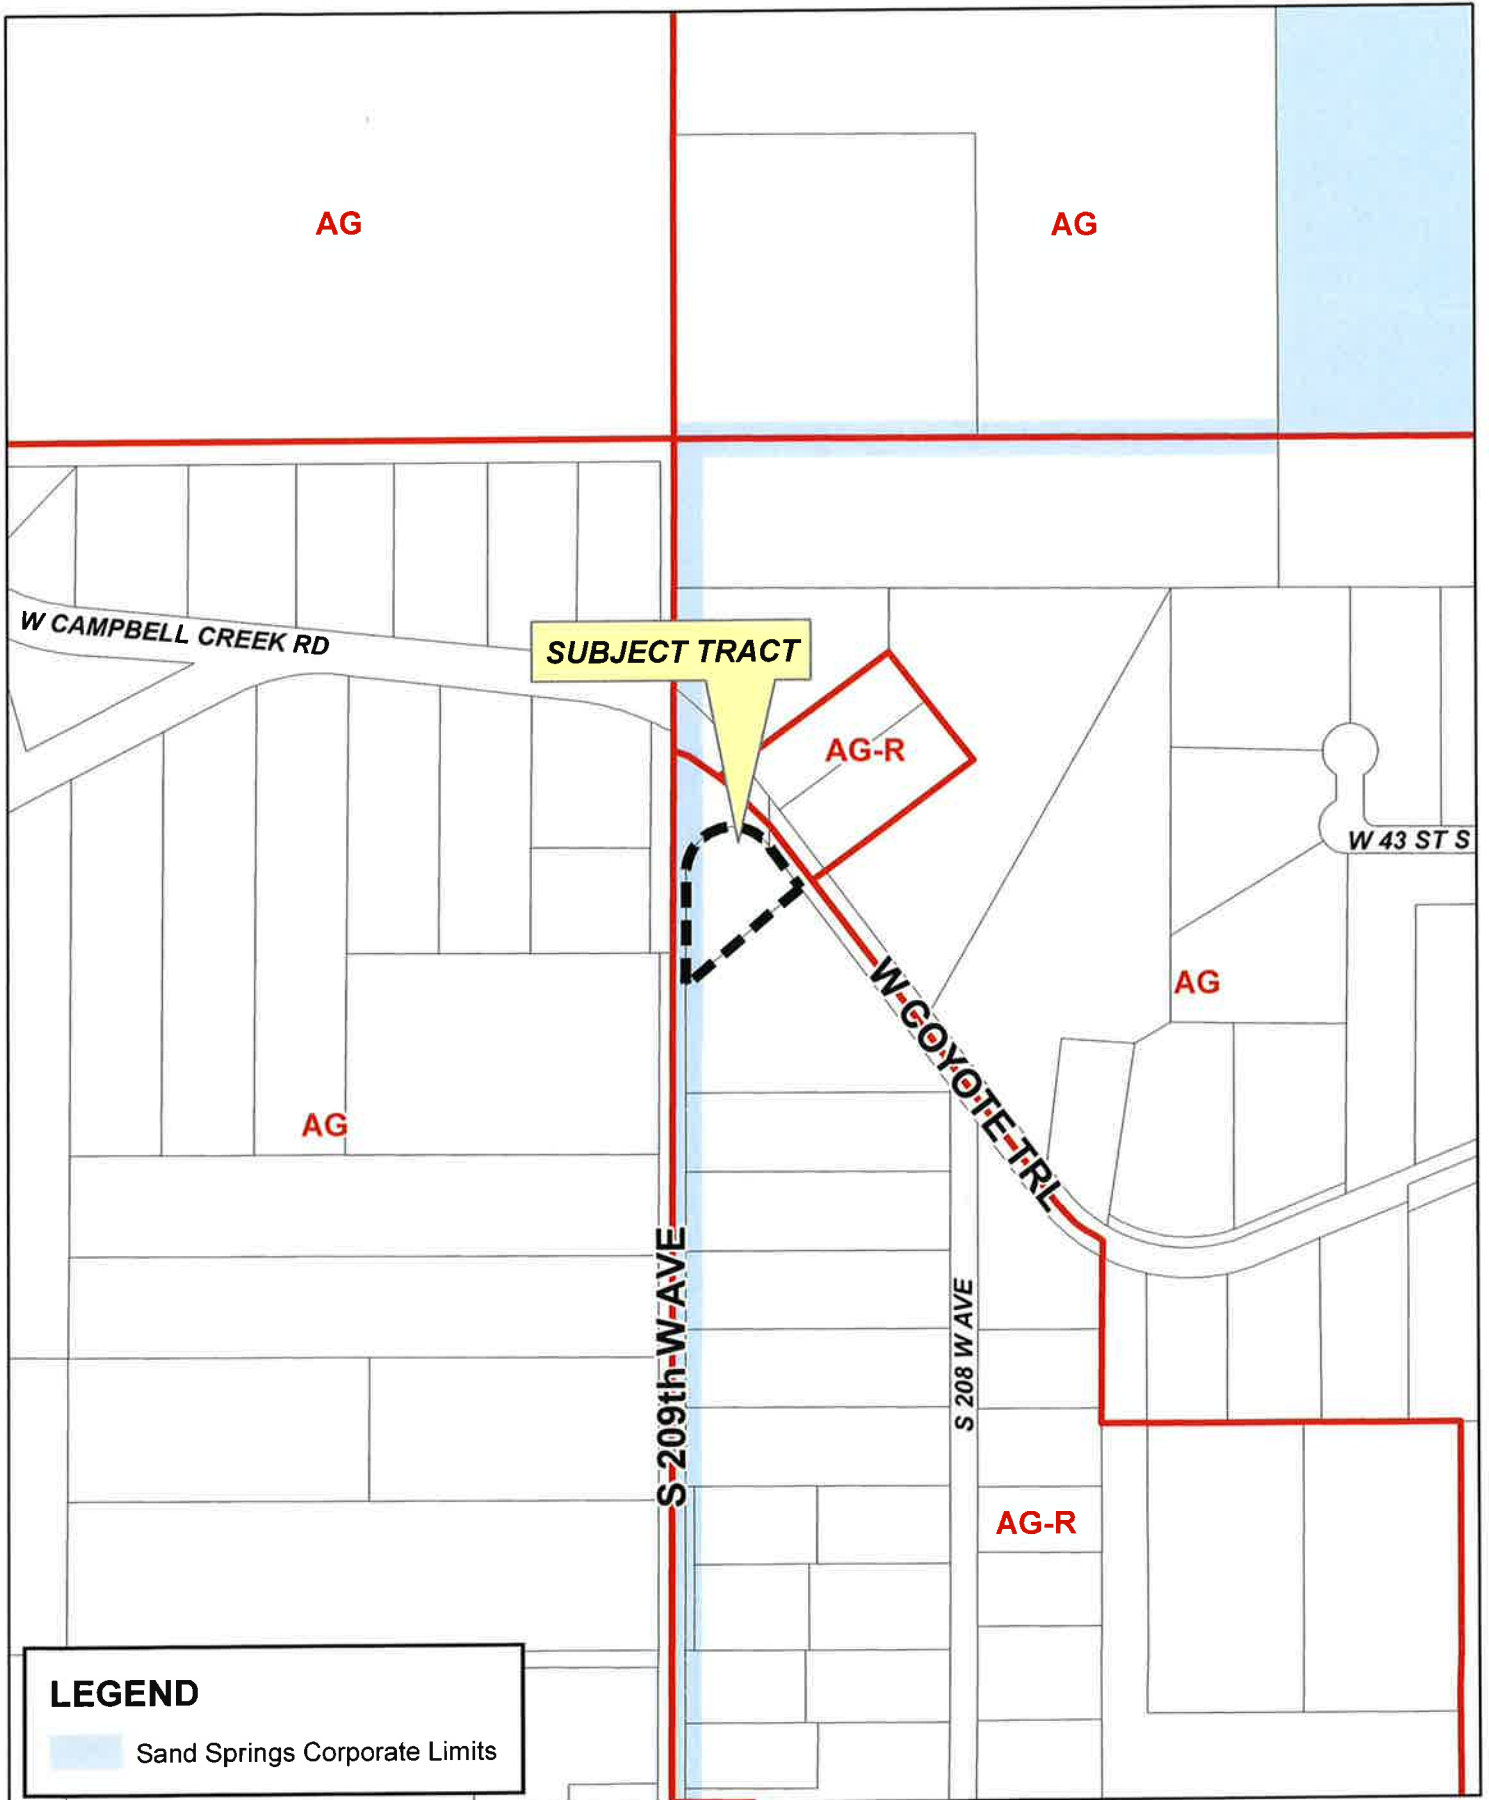 AG
AG
W CAMPBELL CREEK RD
SUBJECT TRACT
AG-R
W 43 ST S
AG
W COYOTE TRL
AG
S 209th W AVE
S 208 W AVE
AG-R
LEGEND
Sand Springs Corporate Limits